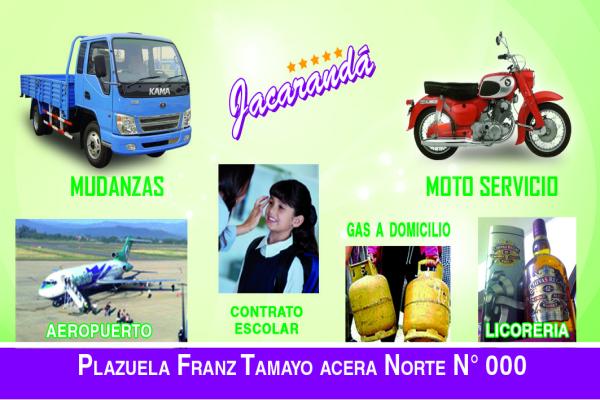 Jacarandá
KAMA
MUDANZAS
MOTO SERVICIO
GAS A DOMICILIO
AEROPUERTO
CONTRATO
ESCOLAR
LICORERIA
PLAZUELA FRANZ TAMAYO ACERA NORTE N° 000